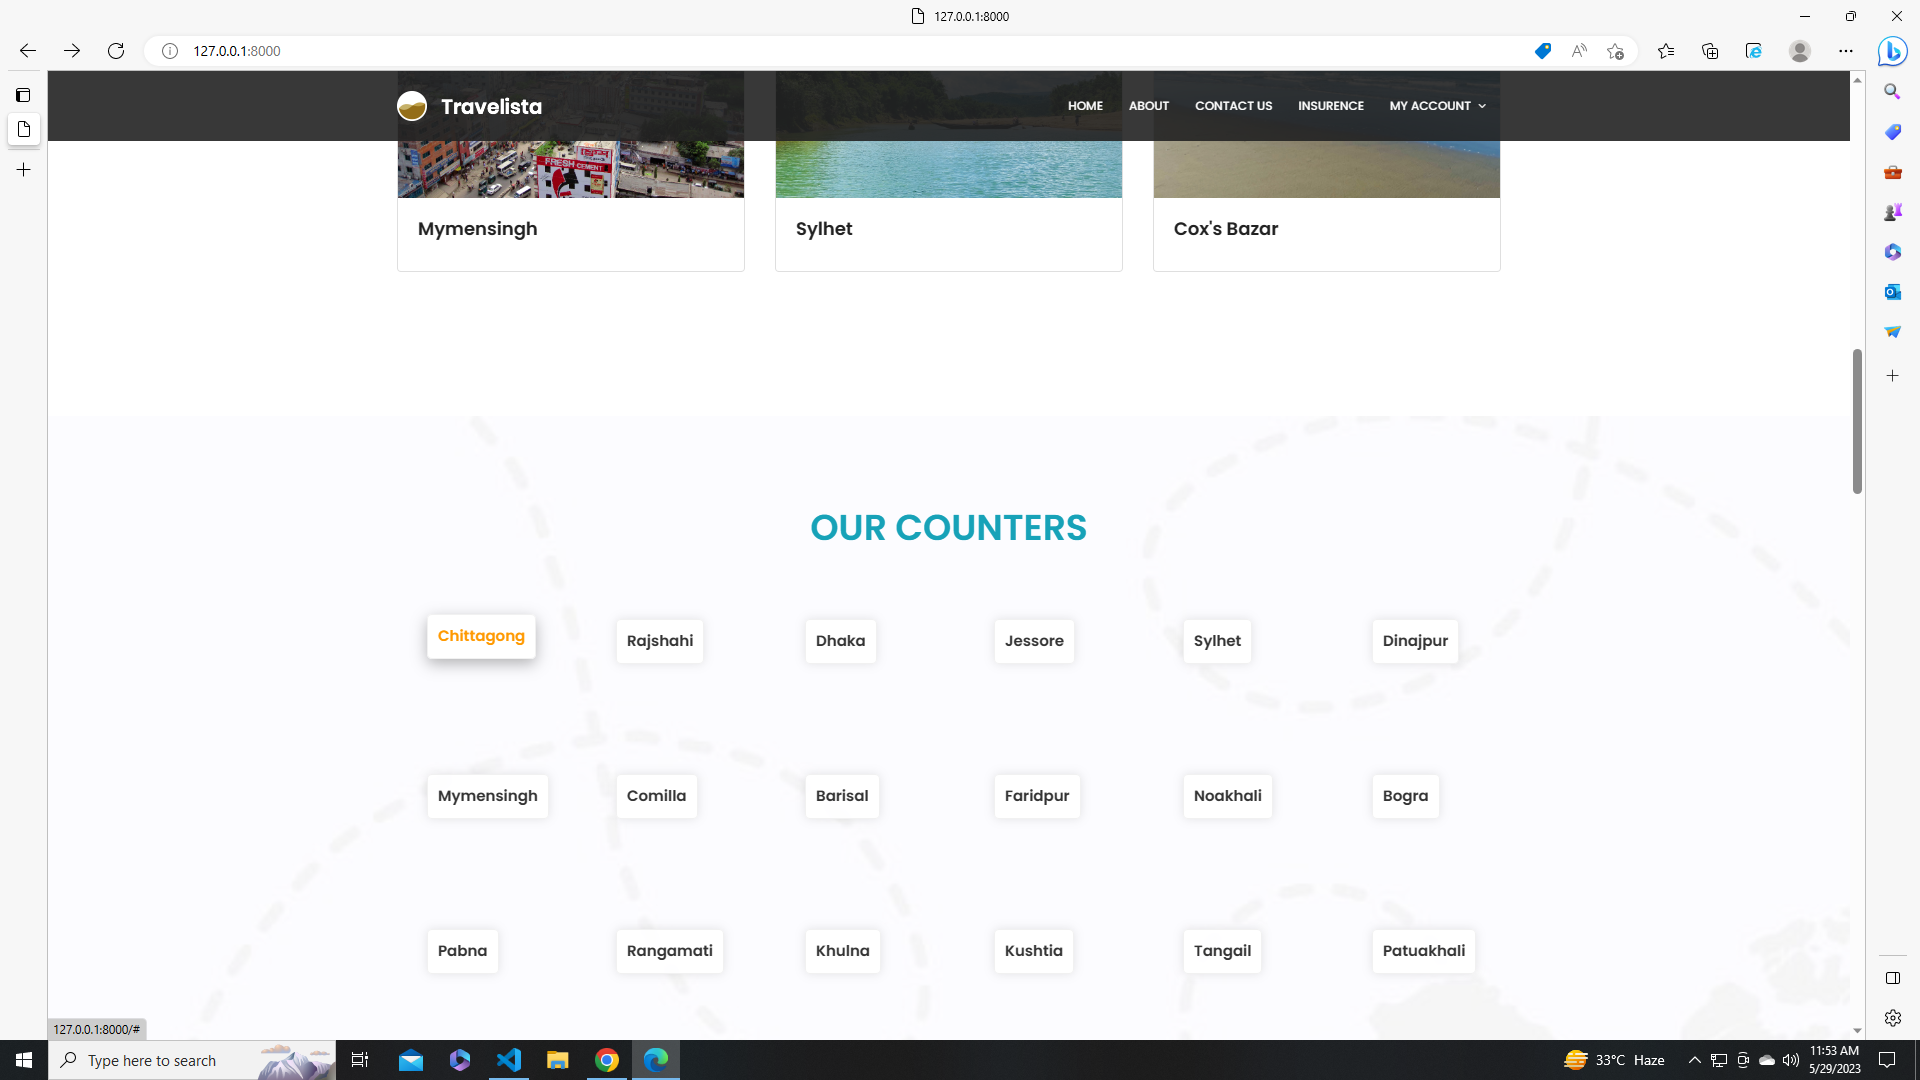 127.0.0.1:8000
127.0.0.1:8000
Travelista
HOME ABOUT CONTACT US INSURENCE MY ACCOUNT
FRESH CEMENT
Mymensingh Sylhet Cox's Bazar
OUR COUNTERS
Chittagong Rajshahi Dhaka Jessore Sylhet Dinajpur
Mymensingh Comilla Barisal Faridpur Noakhali Bogra
Pabna Rangamati Khulna Kushtia Tangail Patuakhali
127.0.0.1:8000/#
Type here to search
33°C Haze
11:53 AM
5/29/2023